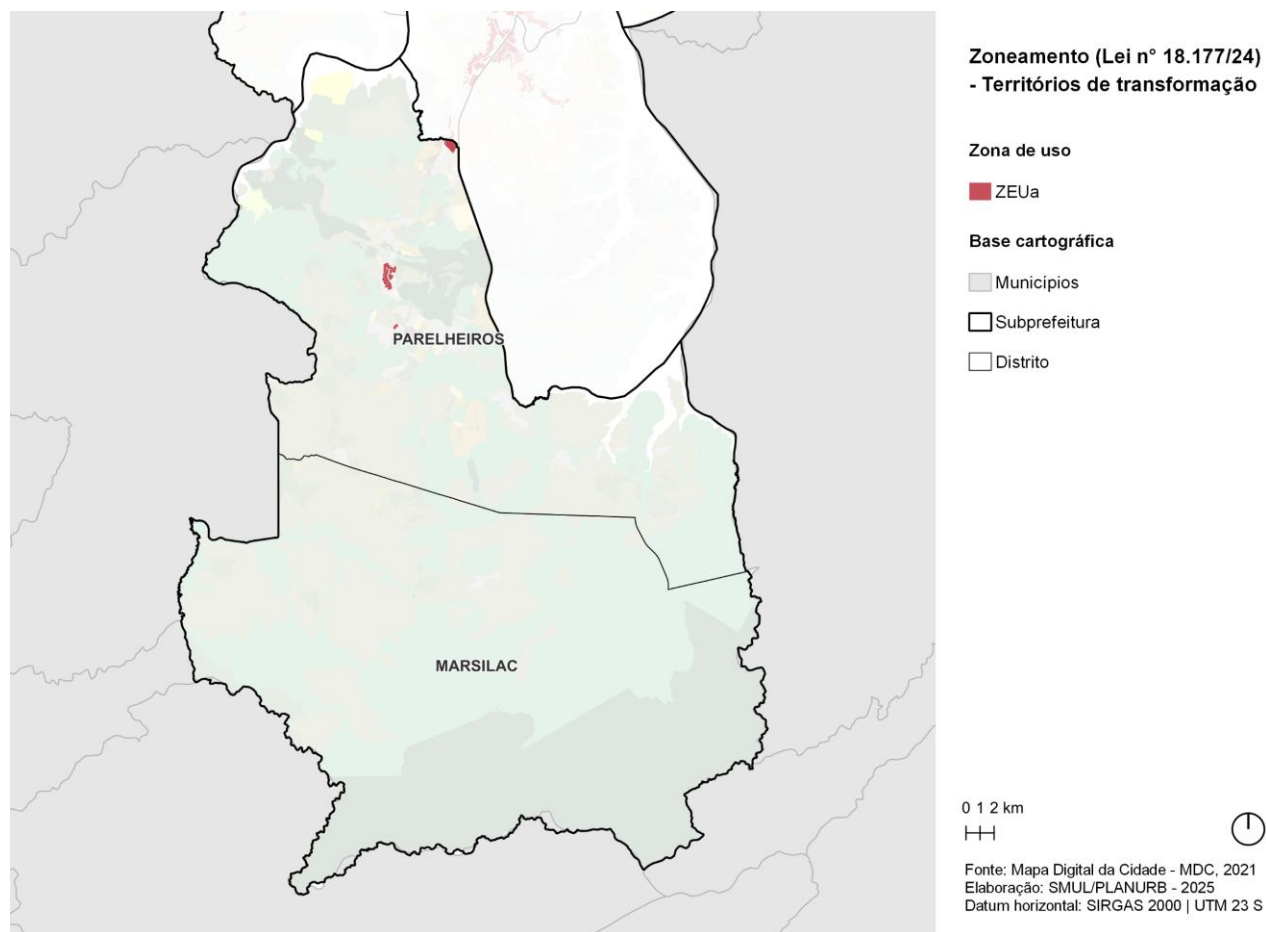 Zoneamento (Lei n° 18.177/24)
- Territórios de transformação
Zona de uso
ZEUa
Base cartográfica
Municípios
Subprefeitura
Distrito
PARELHEIROS
MARSILAC
0 1 2 km
Fonte: Mapa Digital da Cidade - MDC, 2021
Elaboração: SMUL/PLANURB - 2025
Datum horizontal: SIRGAS 2000 | UTM 23 S